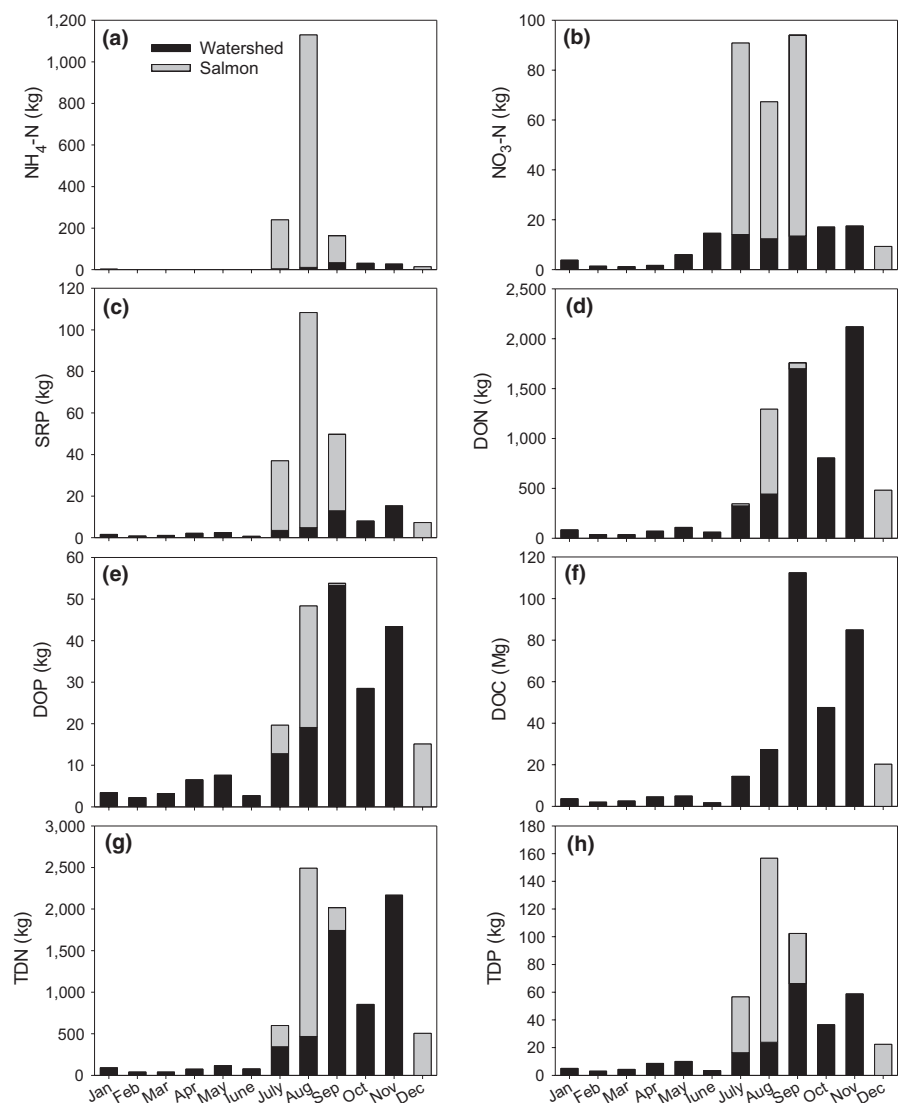 (a)
Watershed
Salmon
NH4-N (kg)
1,200
1,000
800
600
400
200
0
(b)
NO3-N (kg)
100
80
60
40
20
0
(c)
SRP (kg)
120
100
80
60
40
20
0
(d)
DON (kg)
2,500
2,000
1,500
1,000
500
0
(e)
DOP (kg)
60
50
40
30
20
10
0
(f)
DOC (Mg)
120
100
80
60
40
20
0
(g)
TDN (kg)
3,000
2,500
2,000
1,500
1,000
500
0
Jan Feb Mar Apr May June July Aug Sep Oct Nov Dec
(h)
TDP (kg)
180
160
140
120
100
80
60
40
20
0
Jan Feb Mar Apr May June July Aug Sep Oct Nov Dec